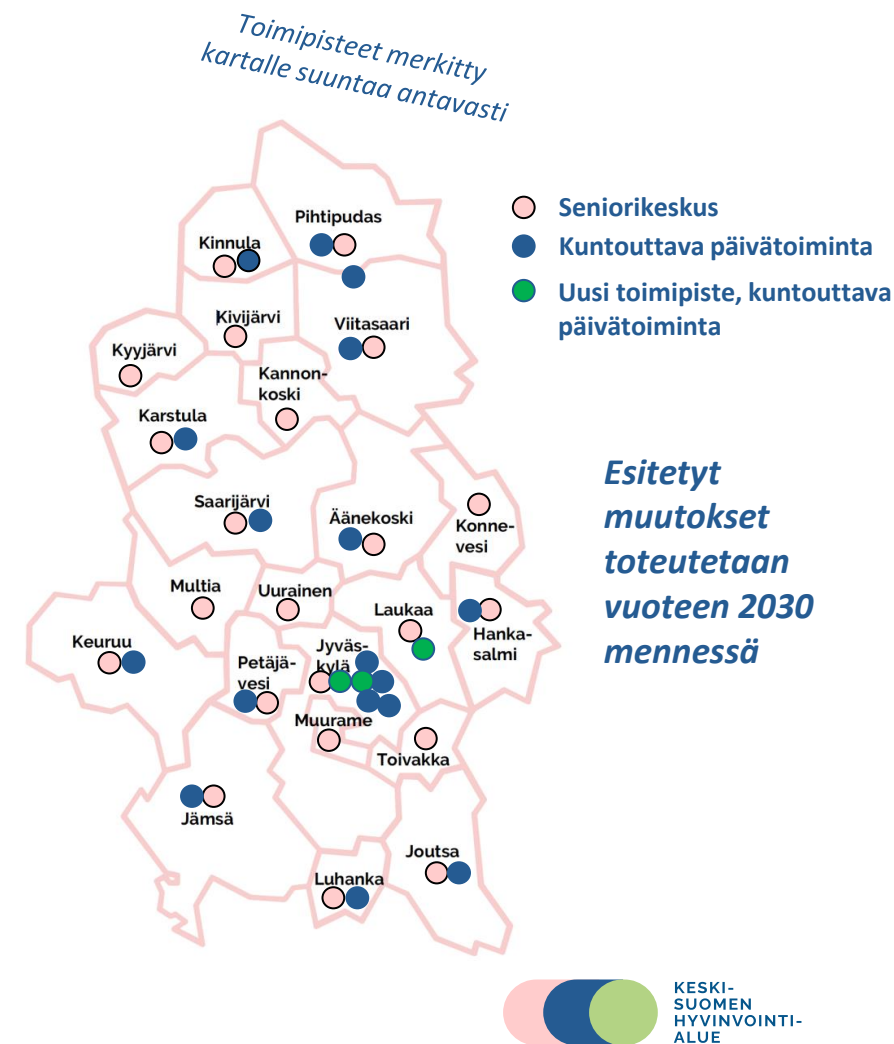 Toimipisteet merkitty
kartalle suuntaa antavasti
Seniorikeskus
Kuntouttava päivätoiminta
Uusi toimipiste, kuntouttava
päivätoiminta
Pihtipudas
Kinnula
Kivijärvi
Viitasaari
Kyyjärvi
Kannon-
koski
Karstula
Saarijärvi
Äänekoski
Konne-
vesi
Multia
Uurainen
Laukaa
Hanka-
salmi
Keuruu
Petäjä-
vesi
Jyväs-
kylä
Muurame
Toivakka
Jämsä
Joutsa
Luhanka
Esitetyt
muutokset
toteutetaan
vuoteen 2030
mennessä
KESKI-
SUOMEN
HYVINVOINTI-
ALUE